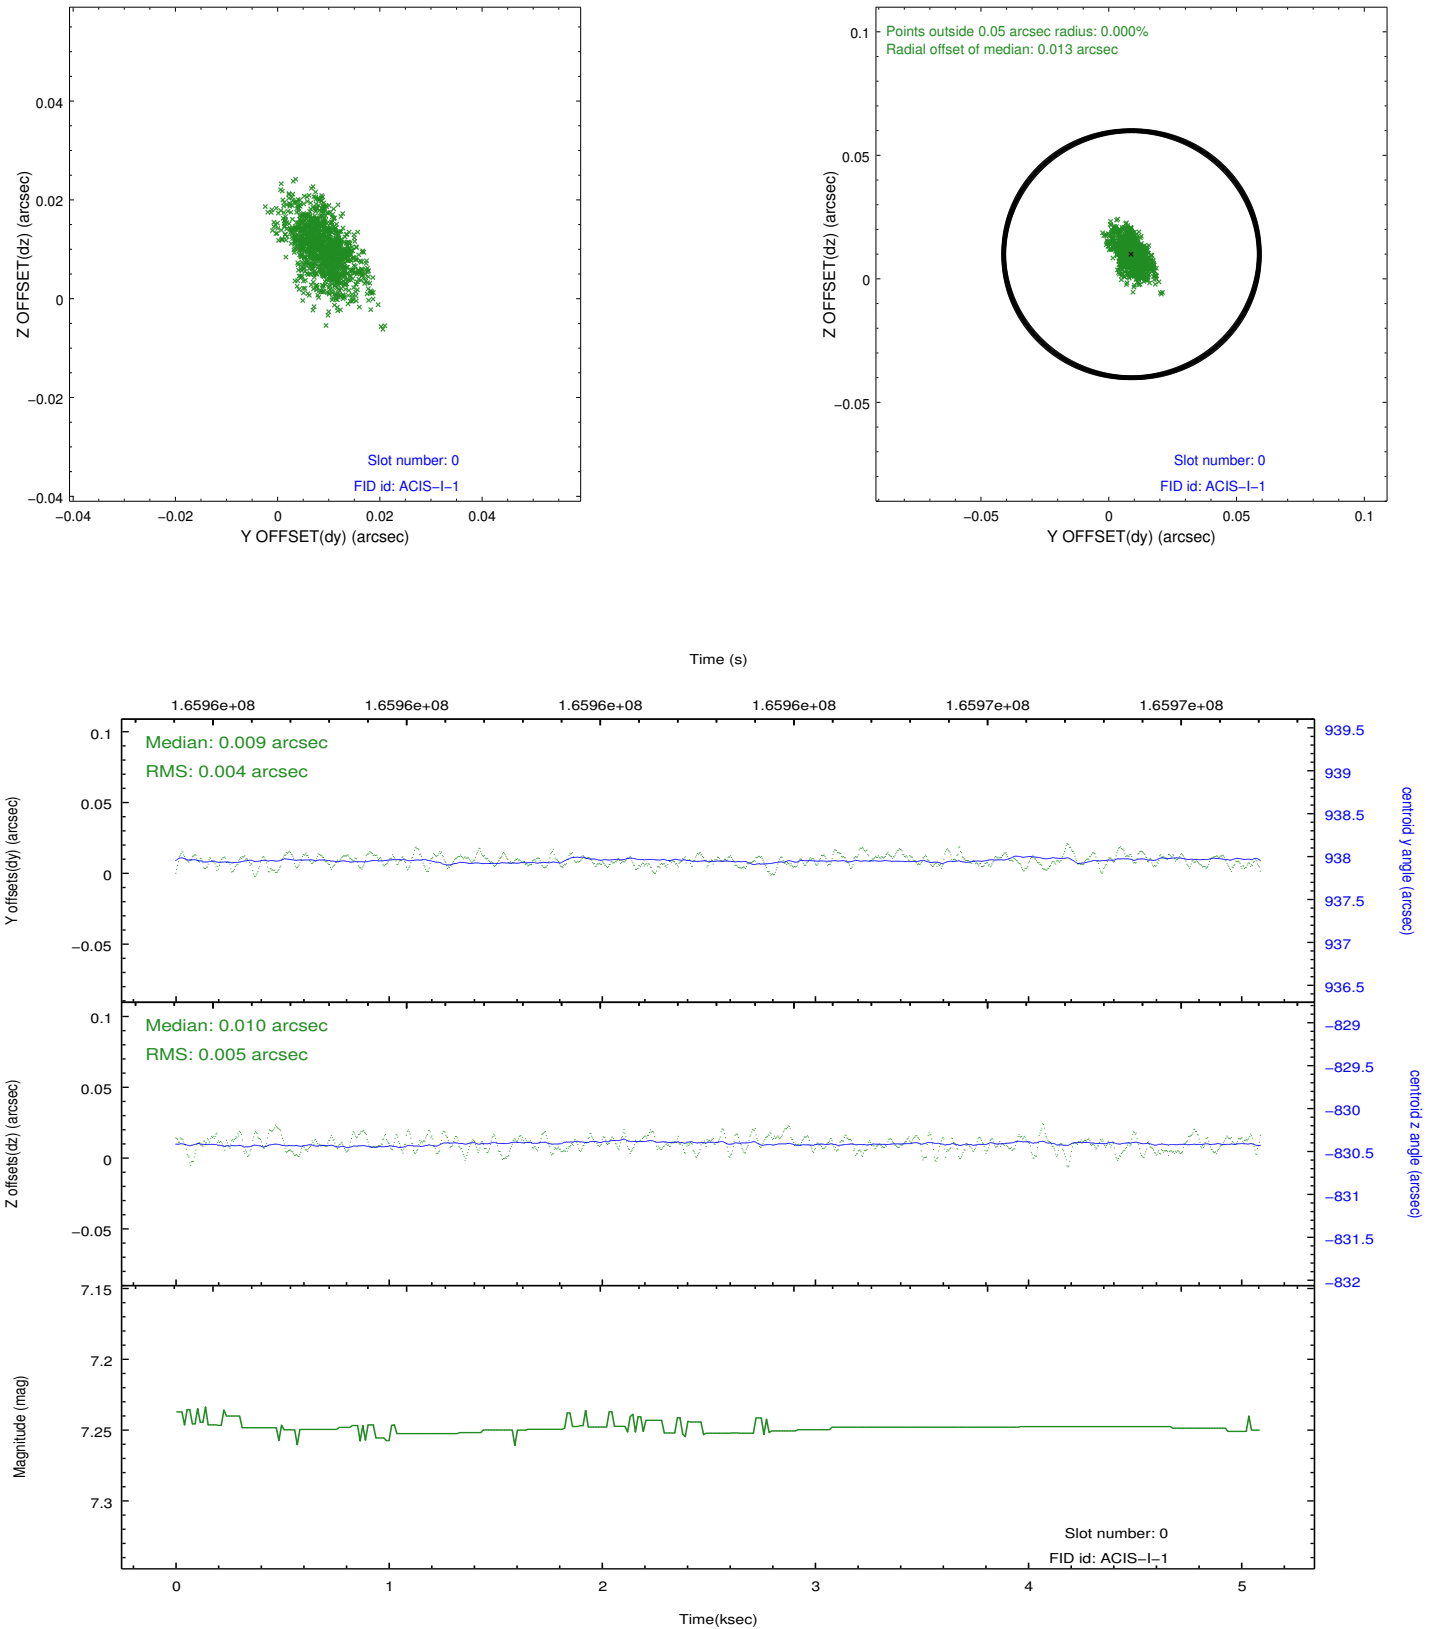 0.04
0.02
0
−0.02
−0.04
Z OFFSET(dz) (arcsec)
Slot number: 0
FID id: ACIS−I−1
−0.04 −0.02 0 0.02 0.04
Y OFFSET(dy) (arcsec)
Points outside 0.05 arcsec radius: 0.000%
Radial offset of median: 0.013 arcsec
0.1
0.05
0
−0.05
Z OFFSET(dz) (arcsec)
Slot number: 0
FID id: ACIS−I−1
−0.05 0 0.05 0.1
Y OFFSET(dy) (arcsec)
Time (s)
1.6596e+08 1.6596e+08 1.6596e+08 1.6596e+08 1.6597e+08 1.6597e+08
Median: 0.009 arcsec
RMS: 0.004 arcsec
0.1
0.05
0
−0.05
Y offsets(dy) (arcsec)
939.5
939
938.5
938
937.5
937
936.5
centroid y angle (arcsec)
Median: 0.010 arcsec
RMS: 0.005 arcsec
0.1
0.05
0
−0.05
Z offsets(dz) (arcsec)
−829
−829.5
−830
−830.5
−831
−831.5
−832
centroid z angle (arcsec)
7.15
7.2
7.25
7.3
Magnitude (mag)
Slot number: 0
FID id: ACIS−I−1
0 1 2 3 4 5
Time(ksec)